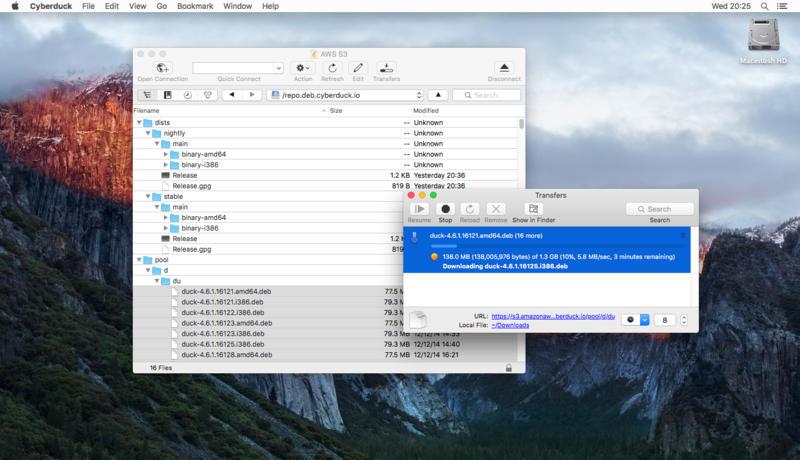 Cyberduck File Edit View Go Bookmark Window Help Wed 20:25
Macintosh HD
AWS S3
Open Connection Quick Connect Action Refresh Edit Transfers Disconnect
/repo.deb.cyberduck.io Search
Filename Size Modified
dists -- Unknown
nightly -- Unknown
main -- Unknown
binary-amd64 -- Unknown
binary-i386 -- Unknown
Release 1.2 KB Yesterday 20:36
Release.gpg 819 B Yesterday 20:36
stable
main
binary-amd64
binary-i386
Release 1.2 K
Release.gpg 819
pool
d
du
duck-4.6.1.16121.amd64.deb 77.5 M
duck-4.6.1.16121.i386.deb 79.3 M
duck-4.6.1.16122.i386.deb 79.3 M
duck-4.6.1.16123.amd64.deb 77.5 M
duck-4.6.1.16123.i386.deb 79.3 M
duck-4.6.1.16125.i386.deb 79.3 MB 12/12/14 14:40
duck-4.6.1.16128.amd64.deb 77.5 MB 12/12/14 16:21
16 Files
Transfers
Resume Stop Reload Remove Show in Finder Search
Search
duck-4.6.1.16121.amd64.deb (16 more)
138.0 MB (138,005,976 bytes) of 1.3 GB (10%, 5.8 MB/sec, 3 minutes remaining)
Downloading duck-4.6.1.16125.i386.deb
URL: https://s3.amazonaw...berduck.io/pool/d/du
Local File: ~/Downloads
8